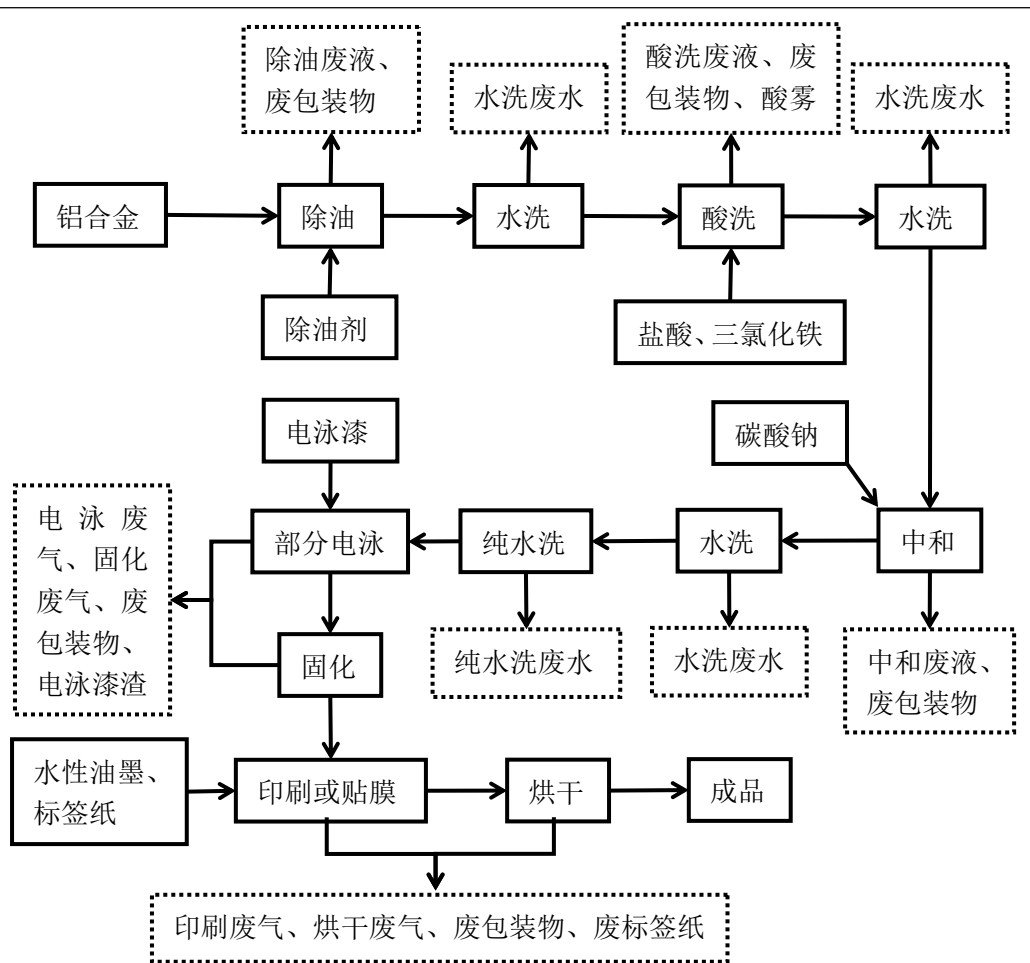 除油废液、
废包装物
水洗废水
酸洗废液、废
包装物、酸雾
水洗废水
铝合金
除油
水洗
酸洗
水洗
除油剂
盐酸、三氯化铁
电泳漆
碳酸钠
电泳废
气、固化
废气、废
包装物、
电泳漆渣
部分电泳
纯水洗
水洗
中和
固化
纯水洗废水
水洗废水
中和废液、
废包装物
水性油墨、
标签纸
印刷或贴膜
烘干
成品
印刷废气、烘干废气、废包装物、废标签纸